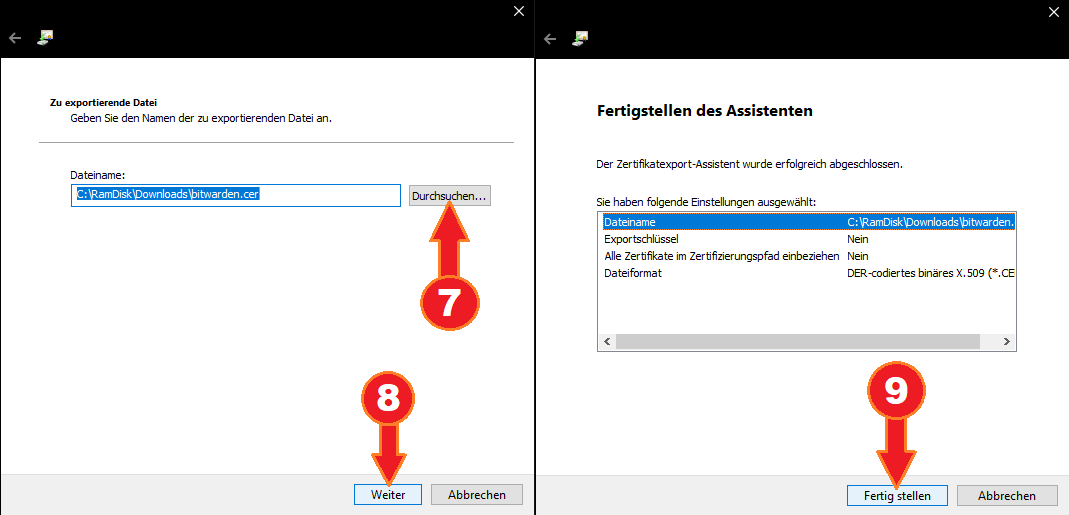 Zu exportierende Datei
Geben Sie den Namen der zu exportierenden Datei an.
Dateiname:
C:\RamDisk\Downloads\bitwarden.cer
Durchsuchen...
7
8
Weiter
Abbrechen
Fertigstellen des Assistenten
Der Zertifikatexport-Assistent wurde erfolgreich abgeschlossen.
Sie haben folgende Einstellungen ausgewählt:
Dateiname C:\RamDisk\Downloads\bitwarden.
Exportschlüssel Nein
Alle Zertifikate im Zertifizierungspfad einbeziehen Nein
Dateiformat DER-codiertes binäres X.509 (*.CE
9
Fertig stellen
Abbrechen